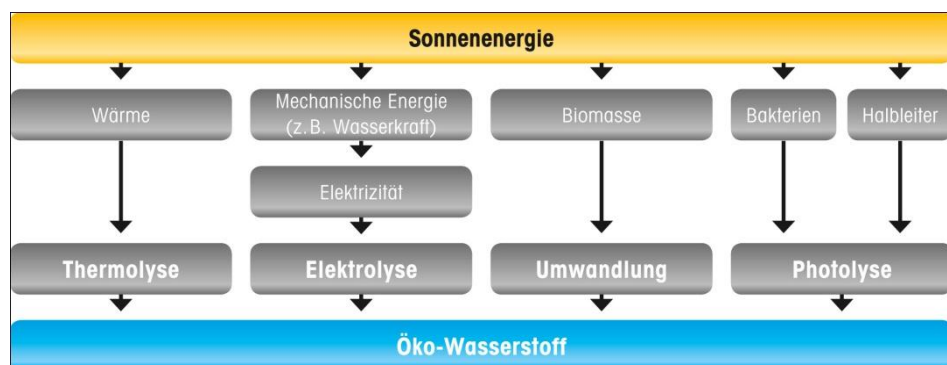 Sonnenenergie
Wärme
Mechanische Energie
(z.B. Wasserkraft)
Biomasse
Bakterien
Halbleiter
Elektrizität
Thermolyse
Elektrolyse
Umwandlung
Photolyse
Öko-Wasserstoff